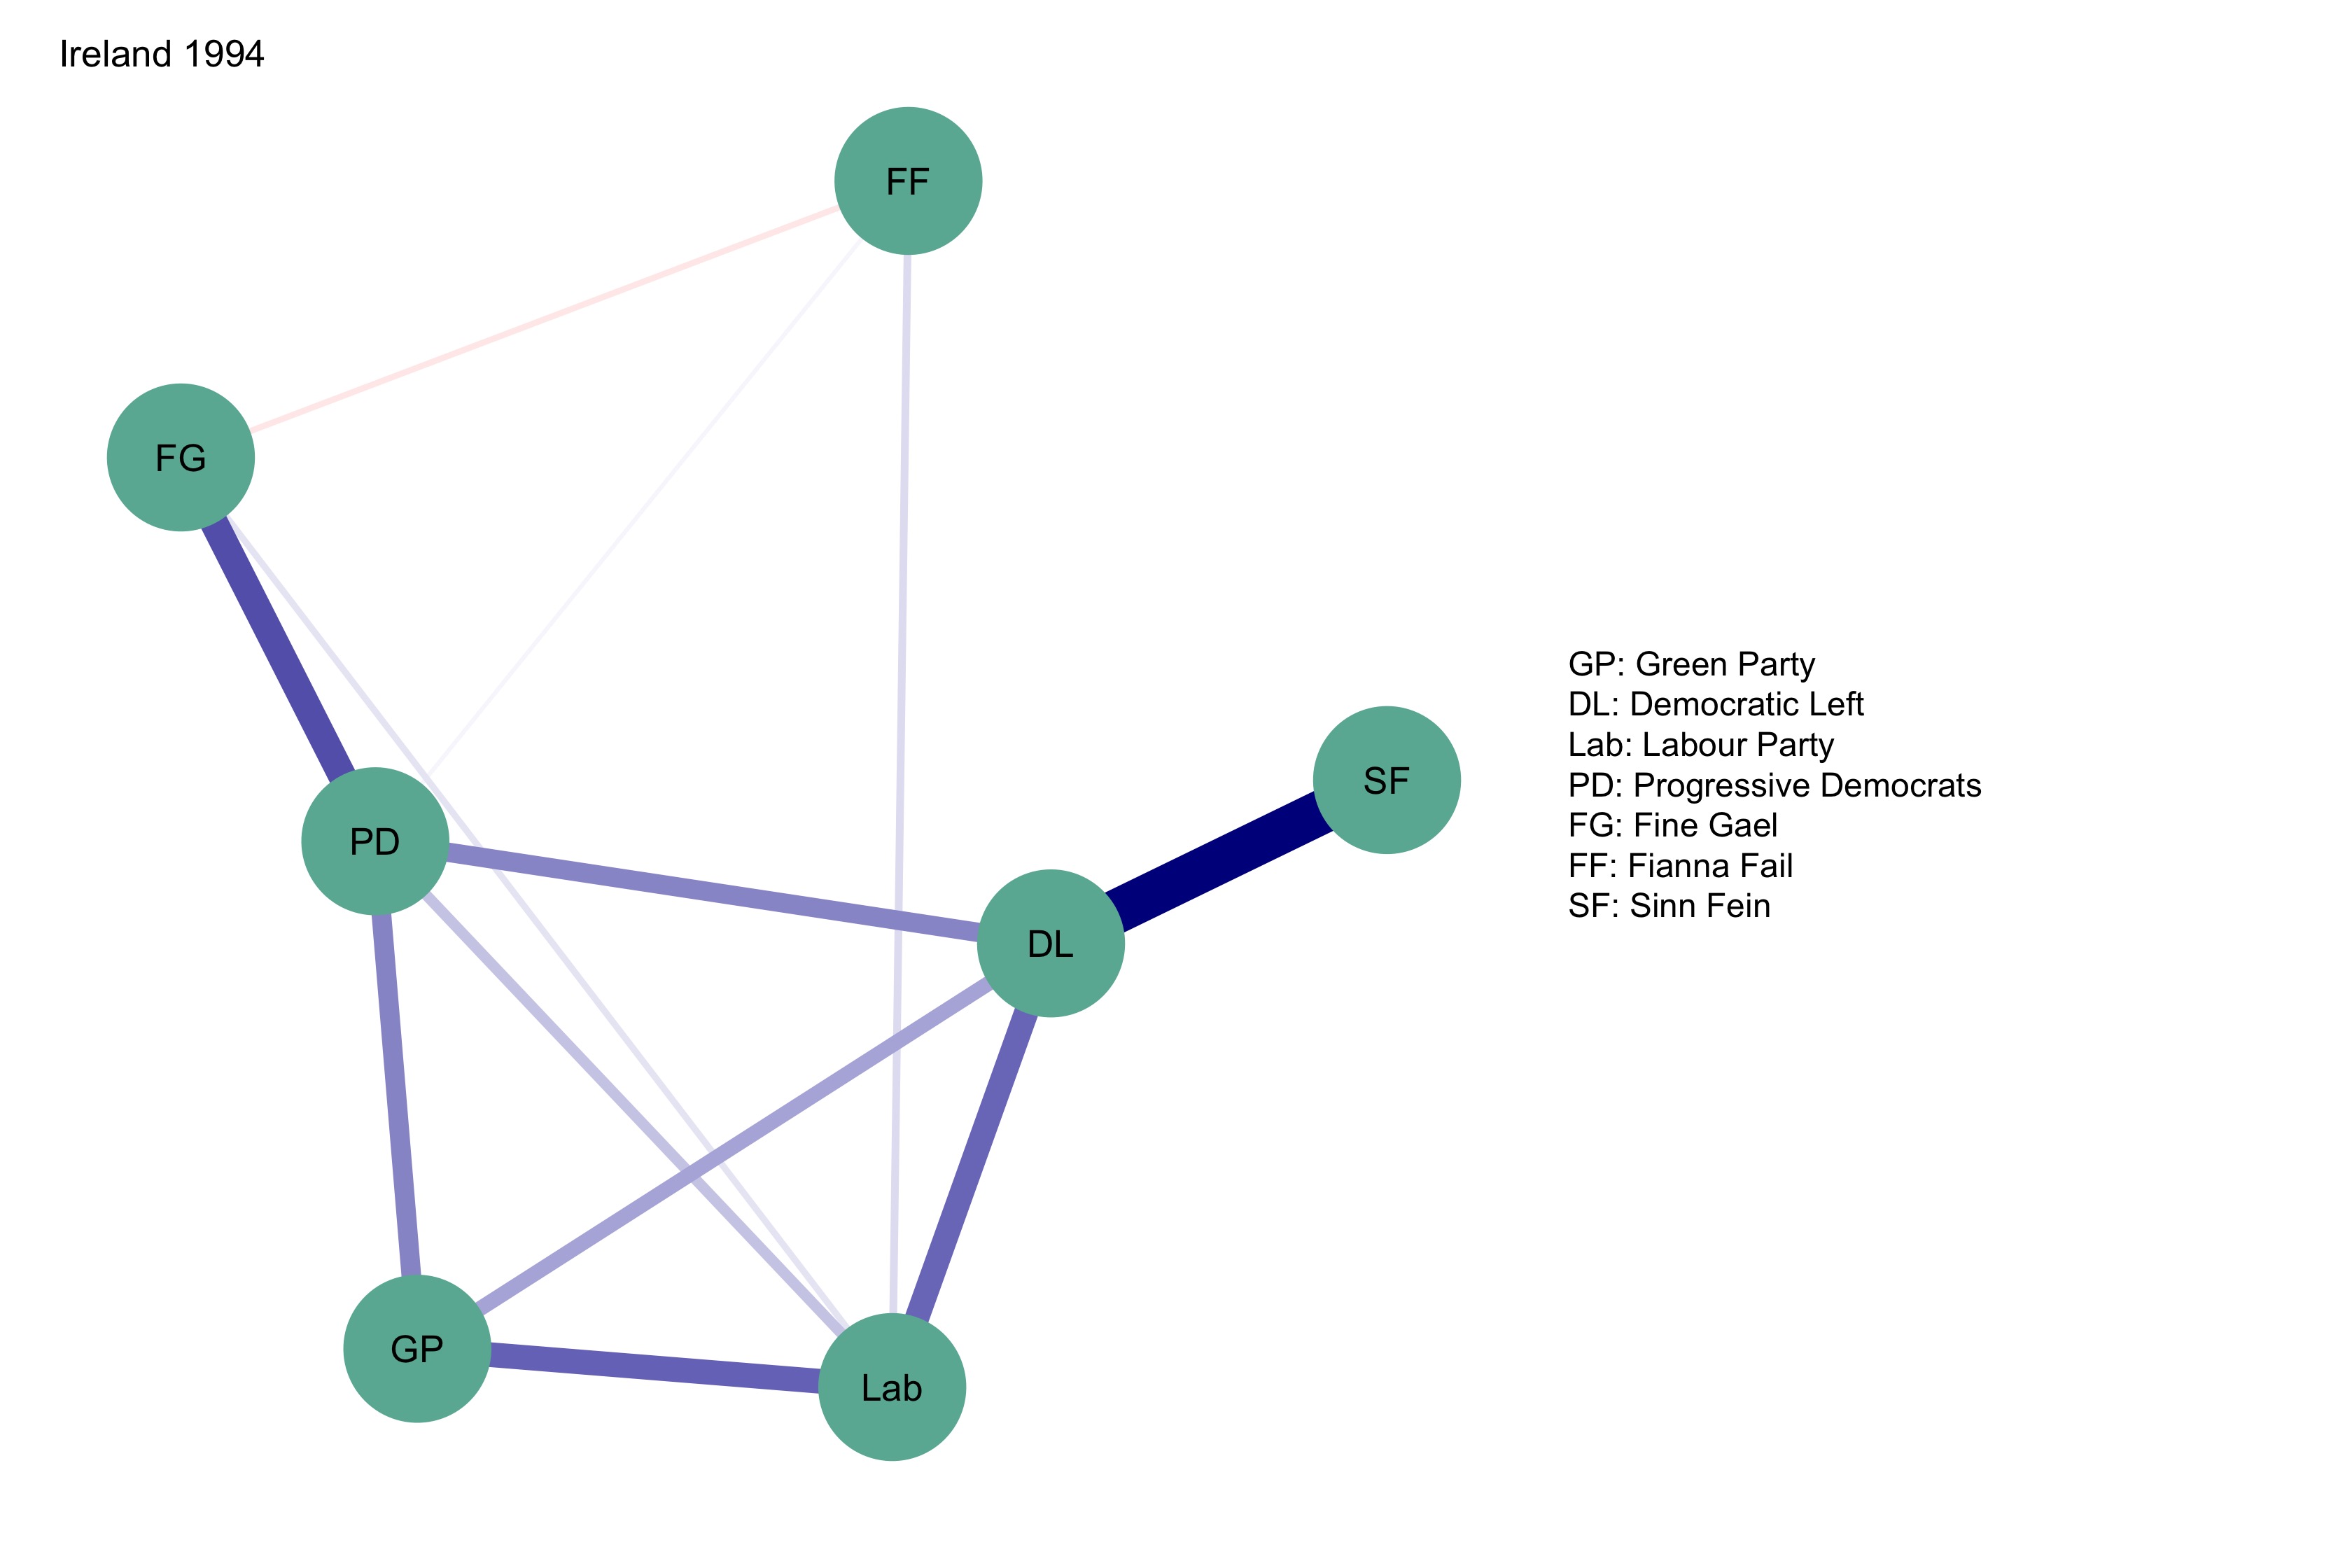 Ireland 1994
FF
FG
SF
PD
DL
GP
Lab
GP: Green Party
DL: Democratic Left
Lab: Labour Party
PD: Progressive Democrats
FG: Fine Gael
FF: Fianna Fail
SF: Sinn Fein